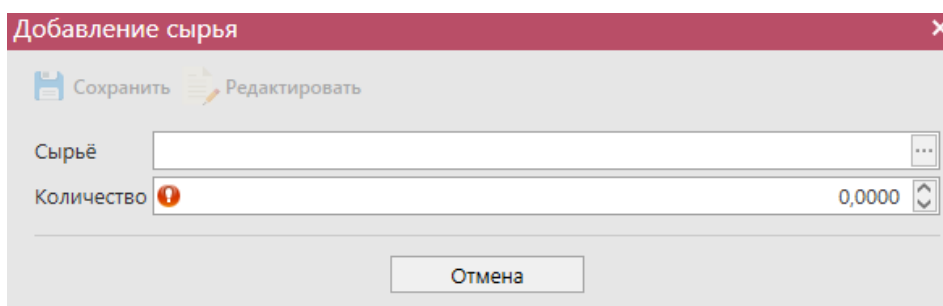 Добавление сырья
Сохранить Редактировать
Сырьё
Количество 0,0000
Отмена